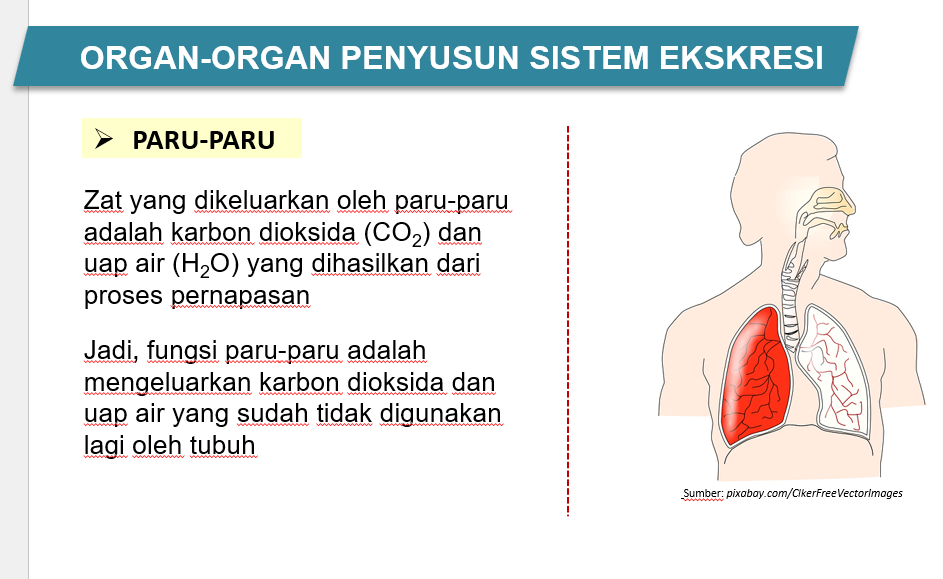 ORGAN-ORGAN PENYUSUN SISTEM EKSKRESI
➢ PARU-PARU
Zat yang dikeluarkan oleh paru-paru
adalah karbon dioksida (CO₂) dan
uap air (H₂O) yang dihasilkan dari
proses pernapasan
Jadi, fungsi paru-paru adalah
mengeluarkan karbon dioksida dan
uap air yang sudah tidak digunakan
lagi oleh tubuh
Sumber: pixabay.com/ClkerFreeVectorImages